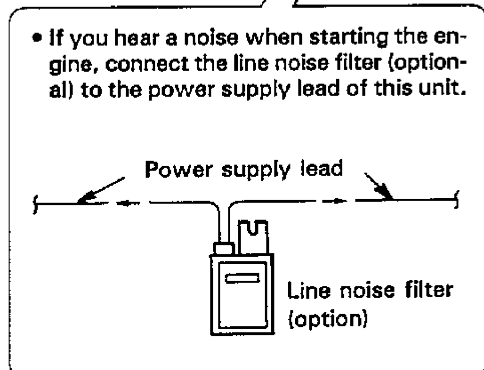 • If you hear a noise when starting the en-
gine, connect the line noise filter (option-
al) to the power supply lead of this unit.
Power supply lead
Line noise filter
(option)